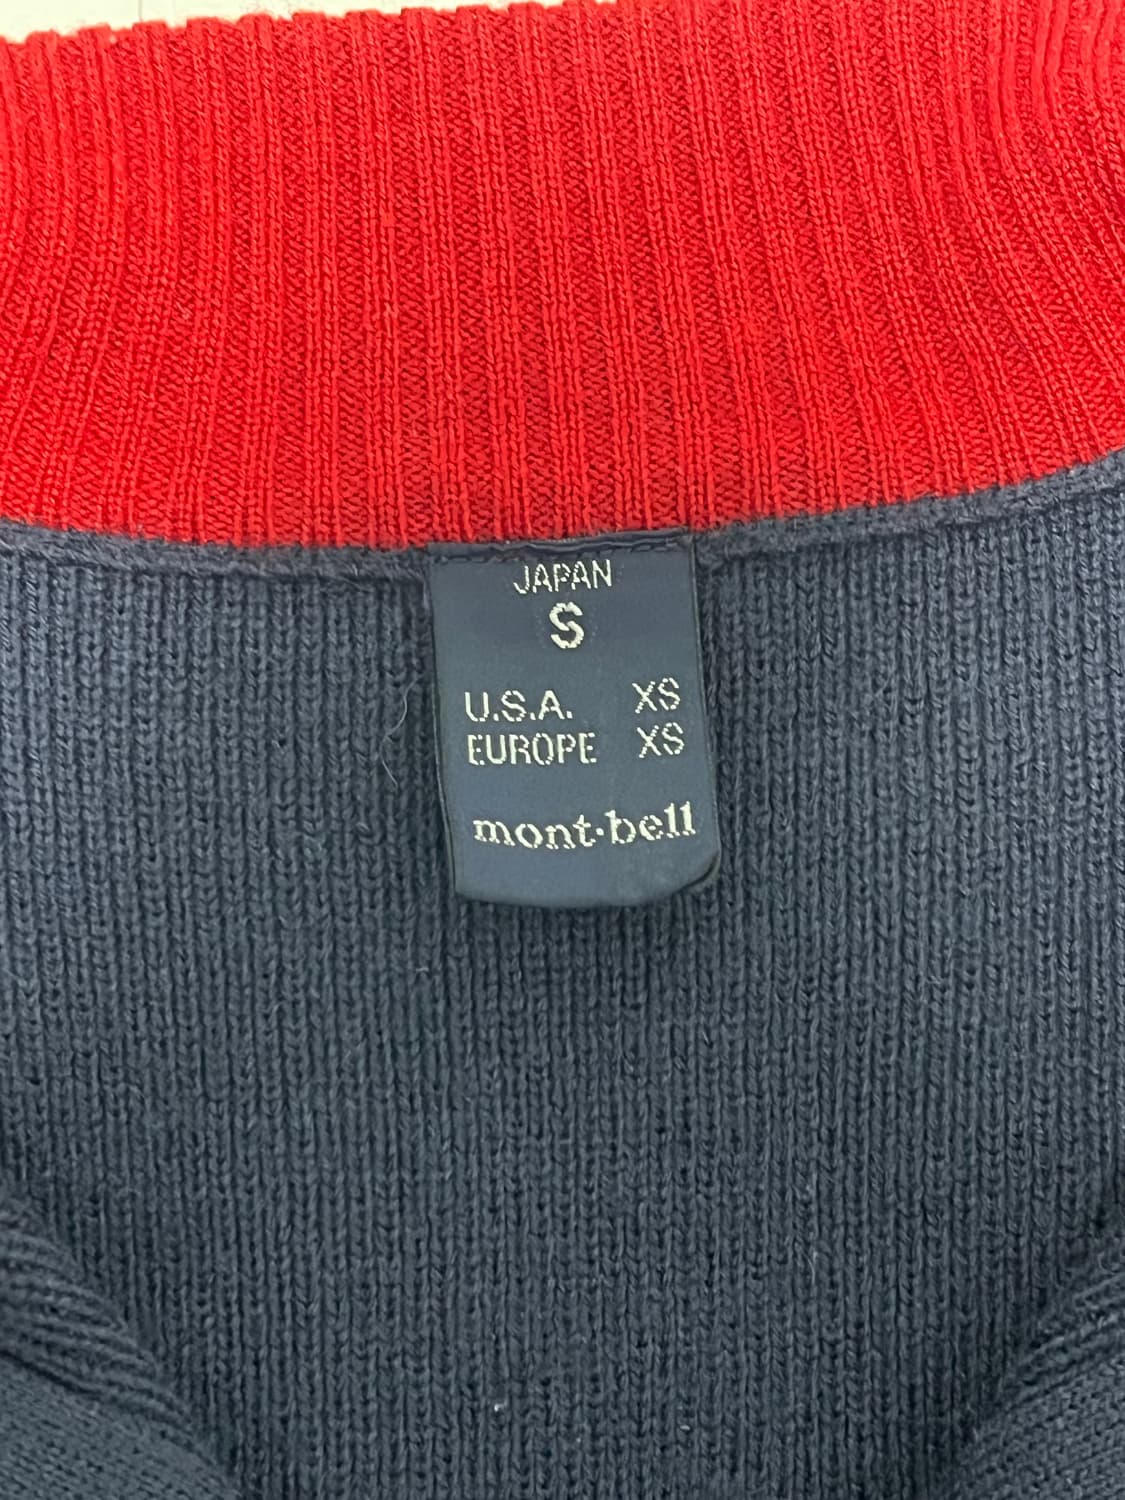 JAPAN
S
U.S.A. XS
EUROPE XS
mont·bell